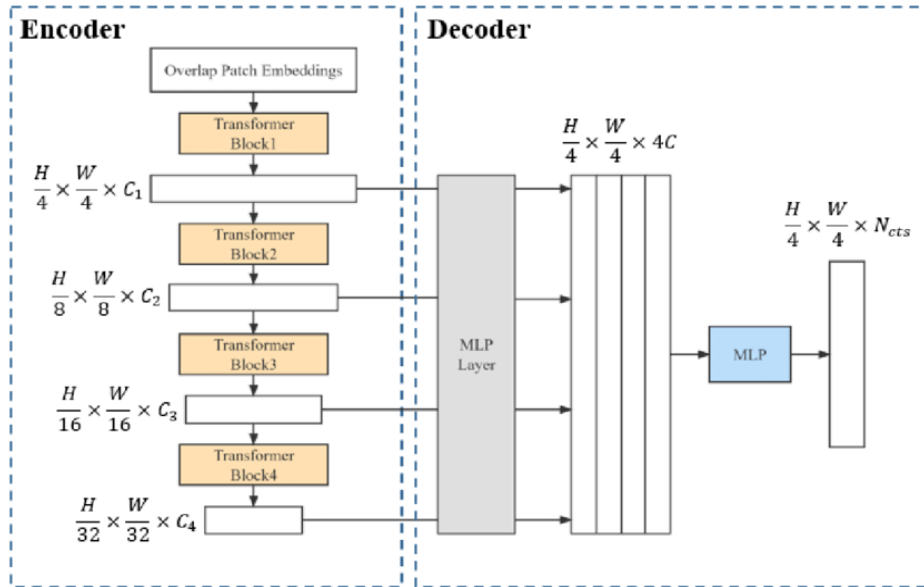 Encoder
Decoder
Overlap Patch Embeddings
Transformer
Block1
H/4 × W/4 × C₁
Transformer
Block2
H/8 × W/8 × C₂
Transformer
Block3
H/16 × W/16 × C₃
Transformer
Block4
H/32 × W/32 × C₄
MLP
Layer
H/4 × W/4 × 4C
MLP
H/4 × W/4 × N_cts